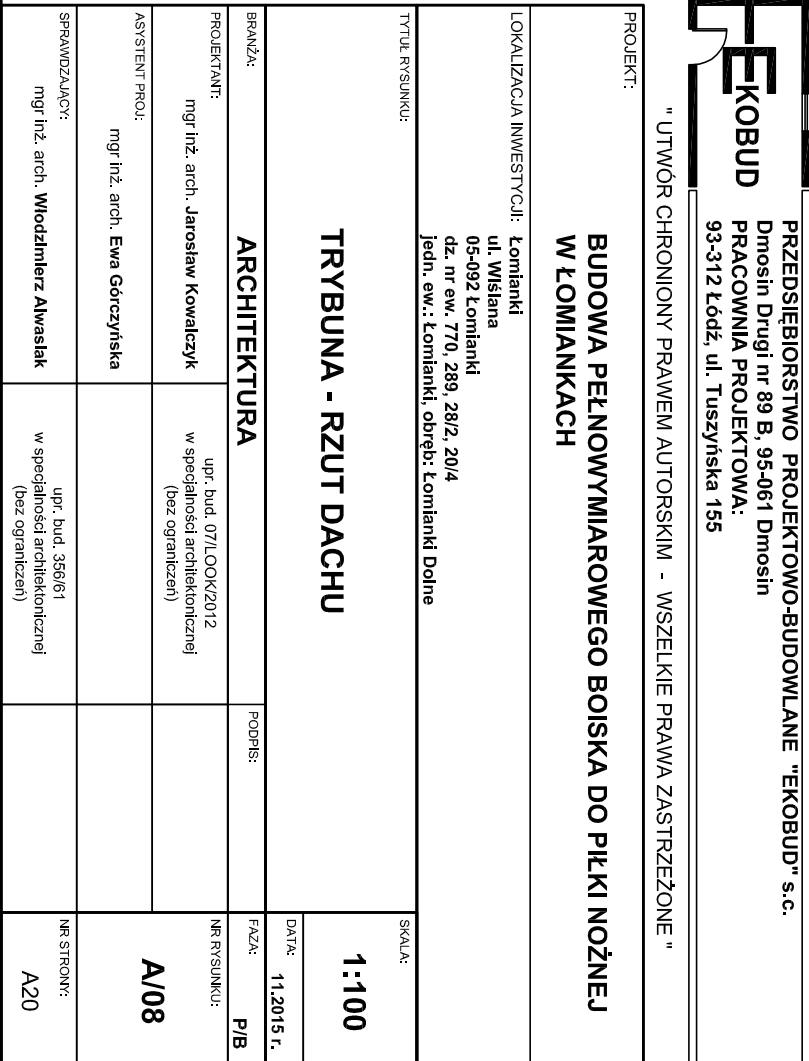 EKOBUD
PRZEDSIĘBIORSTWO PROJEKTOWO-BUDOWLANE "EKOBUD" s.c.
Dmosin Drugi nr 89 B, 95-061 Dmosin
PRACOWNIA PROJEKTOWA:
93-312 Łódź, ul. Tuszyńska 155
" UTWÓR CHRONIONY PRAWEM AUTORSKIM - WSZELKIE PRAWA ZASTRZEŻONE "
PROJEKT:
BUDOWA PEŁNOWYMIAROWEGO BOISKA DO PIŁKI NOŻNEJ
W ŁOMIANKACH
LOKALIZACJA INWESTYCJI: Łomianki
ul. Wiślana
05-092 Łomianki
dz. nr ew. 770, 289, 28/2, 20/4
jedn. ew.: Łomianki, obręb: Łomianki Dolne
TYTUŁ RYSUNKU:
TRYBUNA - RZUT DACHU
SKALA:
1:100
DATA: 11.2015 r.
BRANŻA:
ARCHITEKTURA
PODPIS:
FAZA: P/B
PROJEKTANT:
mgr inż. arch. Jarosław Kowalczyk
upr. bud. 07/LOOK/2012
w specjalności architektonicznej
(bez ograniczeń)
NR RYSUNKU:
A/08
ASYSTENT PROJ:
mgr inż. arch. Ewa Górczyńska
SPRAWDZAJĄCY:
mgr inż. arch. Włodzimierz Alwasiak
upr. bud. 356/61
w specjalności architektonicznej
(bez ograniczeń)
NR STRONY:
A20